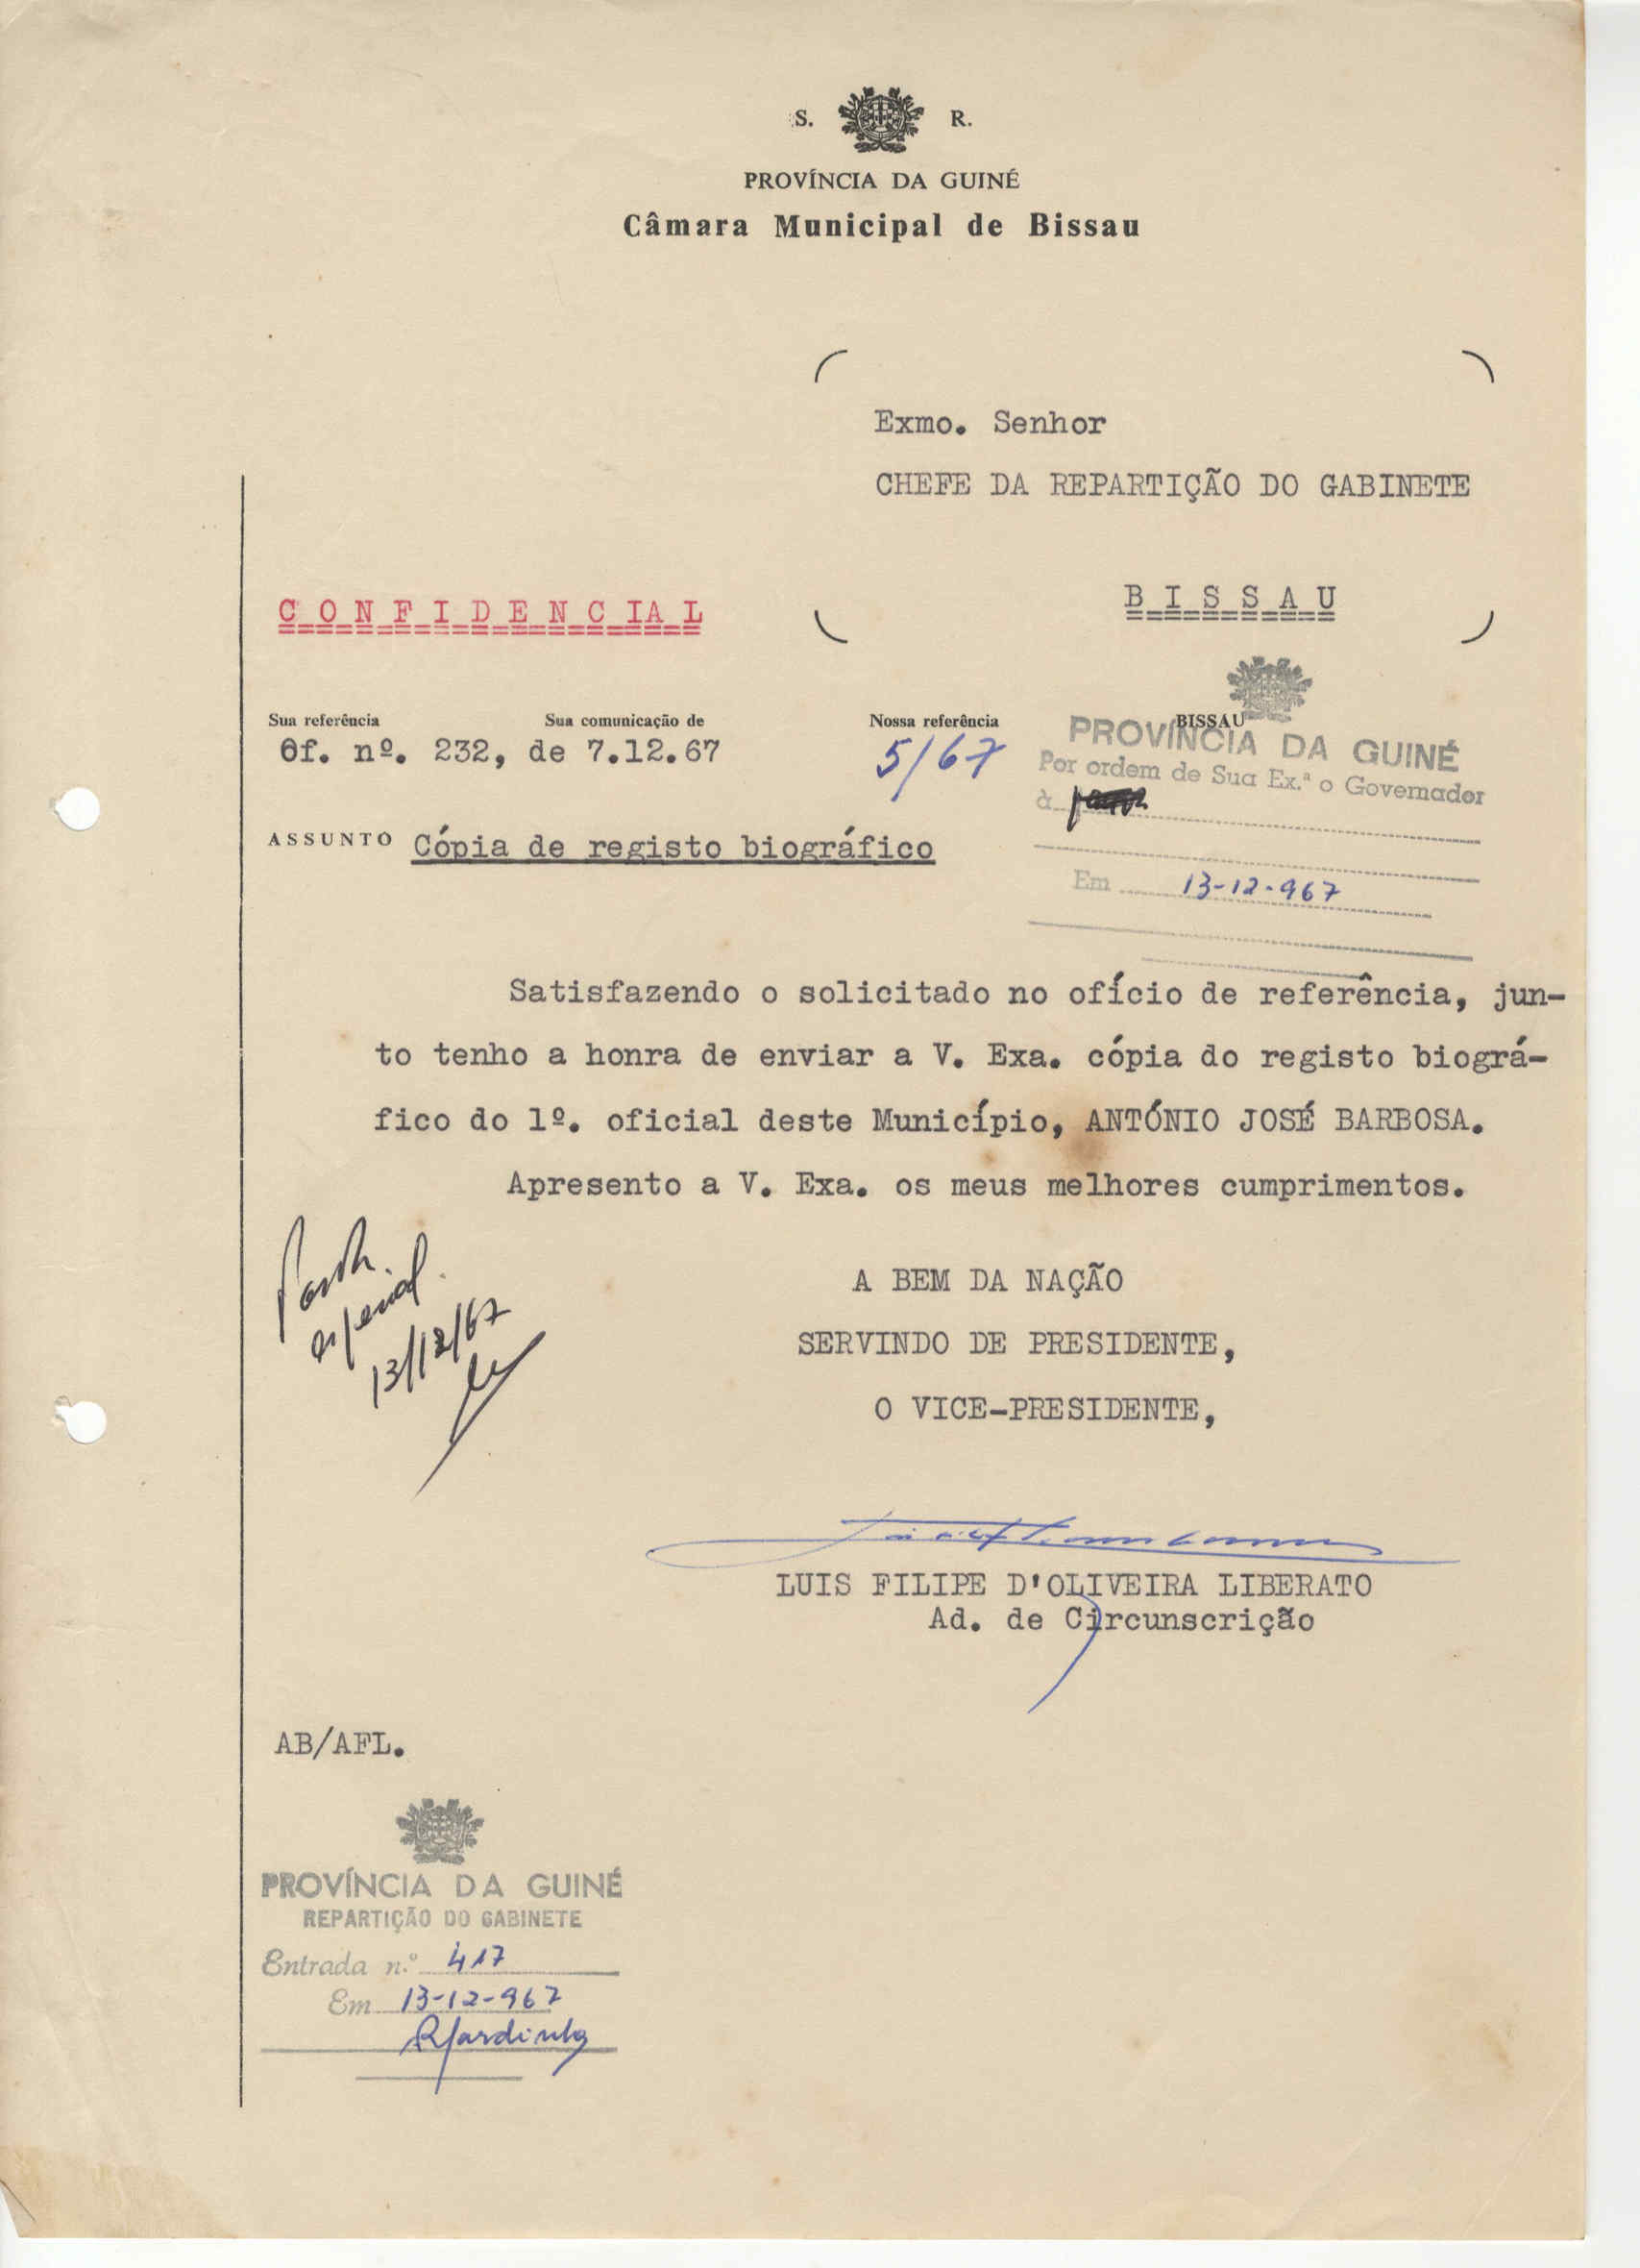 S. R.
PROVÍNCIA DA GUINÉ
Câmara Municipal de Bissau
Exmo. Senhor
CHEFE DA REPARTIÇÃO DO GABINETE
BISSAU
CONFIDENCIAL
Sua referência Sua comunicação de Nossa referência BISSAU
Of. nº. 232, de 7.12.67 5/67
PROVÍNCIA DA GUINÉ
Por ordem de Sua Ex.ª o Governador
à
Em 13-12-967
ASSUNTO Cópia de registo biográfico
Satisfazendo o solicitado no ofício de referência, jun-
to tenho a honra de enviar a V. Exa. cópia do registo biográ-
fico do 1º. oficial deste Município, ANTÓNIO JOSÉ BARBOSA.
Apresento a V. Exa. os meus melhores cumprimentos.
A BEM DA NAÇÃO
SERVINDO DE PRESIDENTE,
O VICE-PRESIDENTE,
13/12/67
LUIS FILIPE D'OLIVEIRA LIBERATO
Ad. de Circunscrição
AB/AFL.
PROVÍNCIA DA GUINÉ
REPARTIÇÃO DO GABINETE
Entrada n.º 417
Em 13-12-967